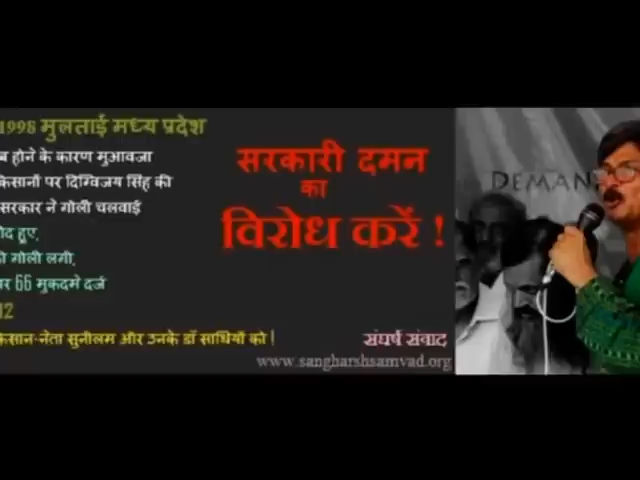 1998 मुलताई मध्य प्रदेश
होने के कारण मुआवजा
किसानों पर दिग्विजय सिंह की
सरकार ने गोली चलवाई
हुए,
गोली लगी,
पर 66 मुकदमे दर्ज
12
किसान-नेता सुनीलम और उनके डॉ साथियों को !
सरकारी दमन
का
विरोध करें !
संघर्ष संवाद
www.sangharshsamvad.org
DEMAN